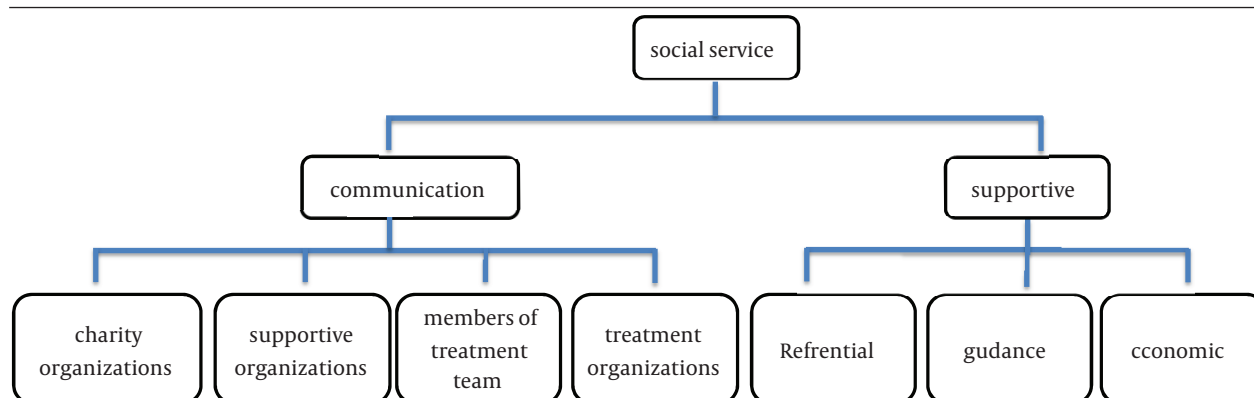 social service
communication
supportive
charity
organizations
supportive
organizations
members of
treatment
team
treatment
organizations
Refrential
gudance
cconomic